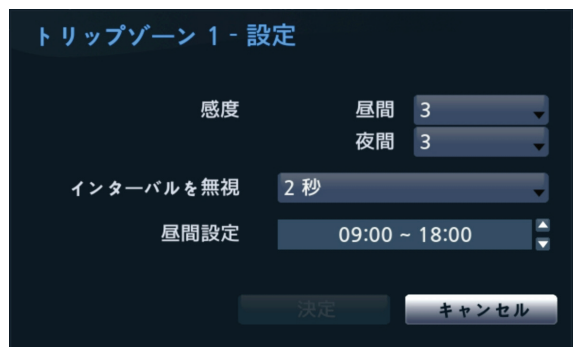 トリップゾーン 1 - 設定
感度 昼間 3
夜間 3
インターバルを無視 2 秒
昼間設定 09:00 ~ 18:00
決定 キャンセル